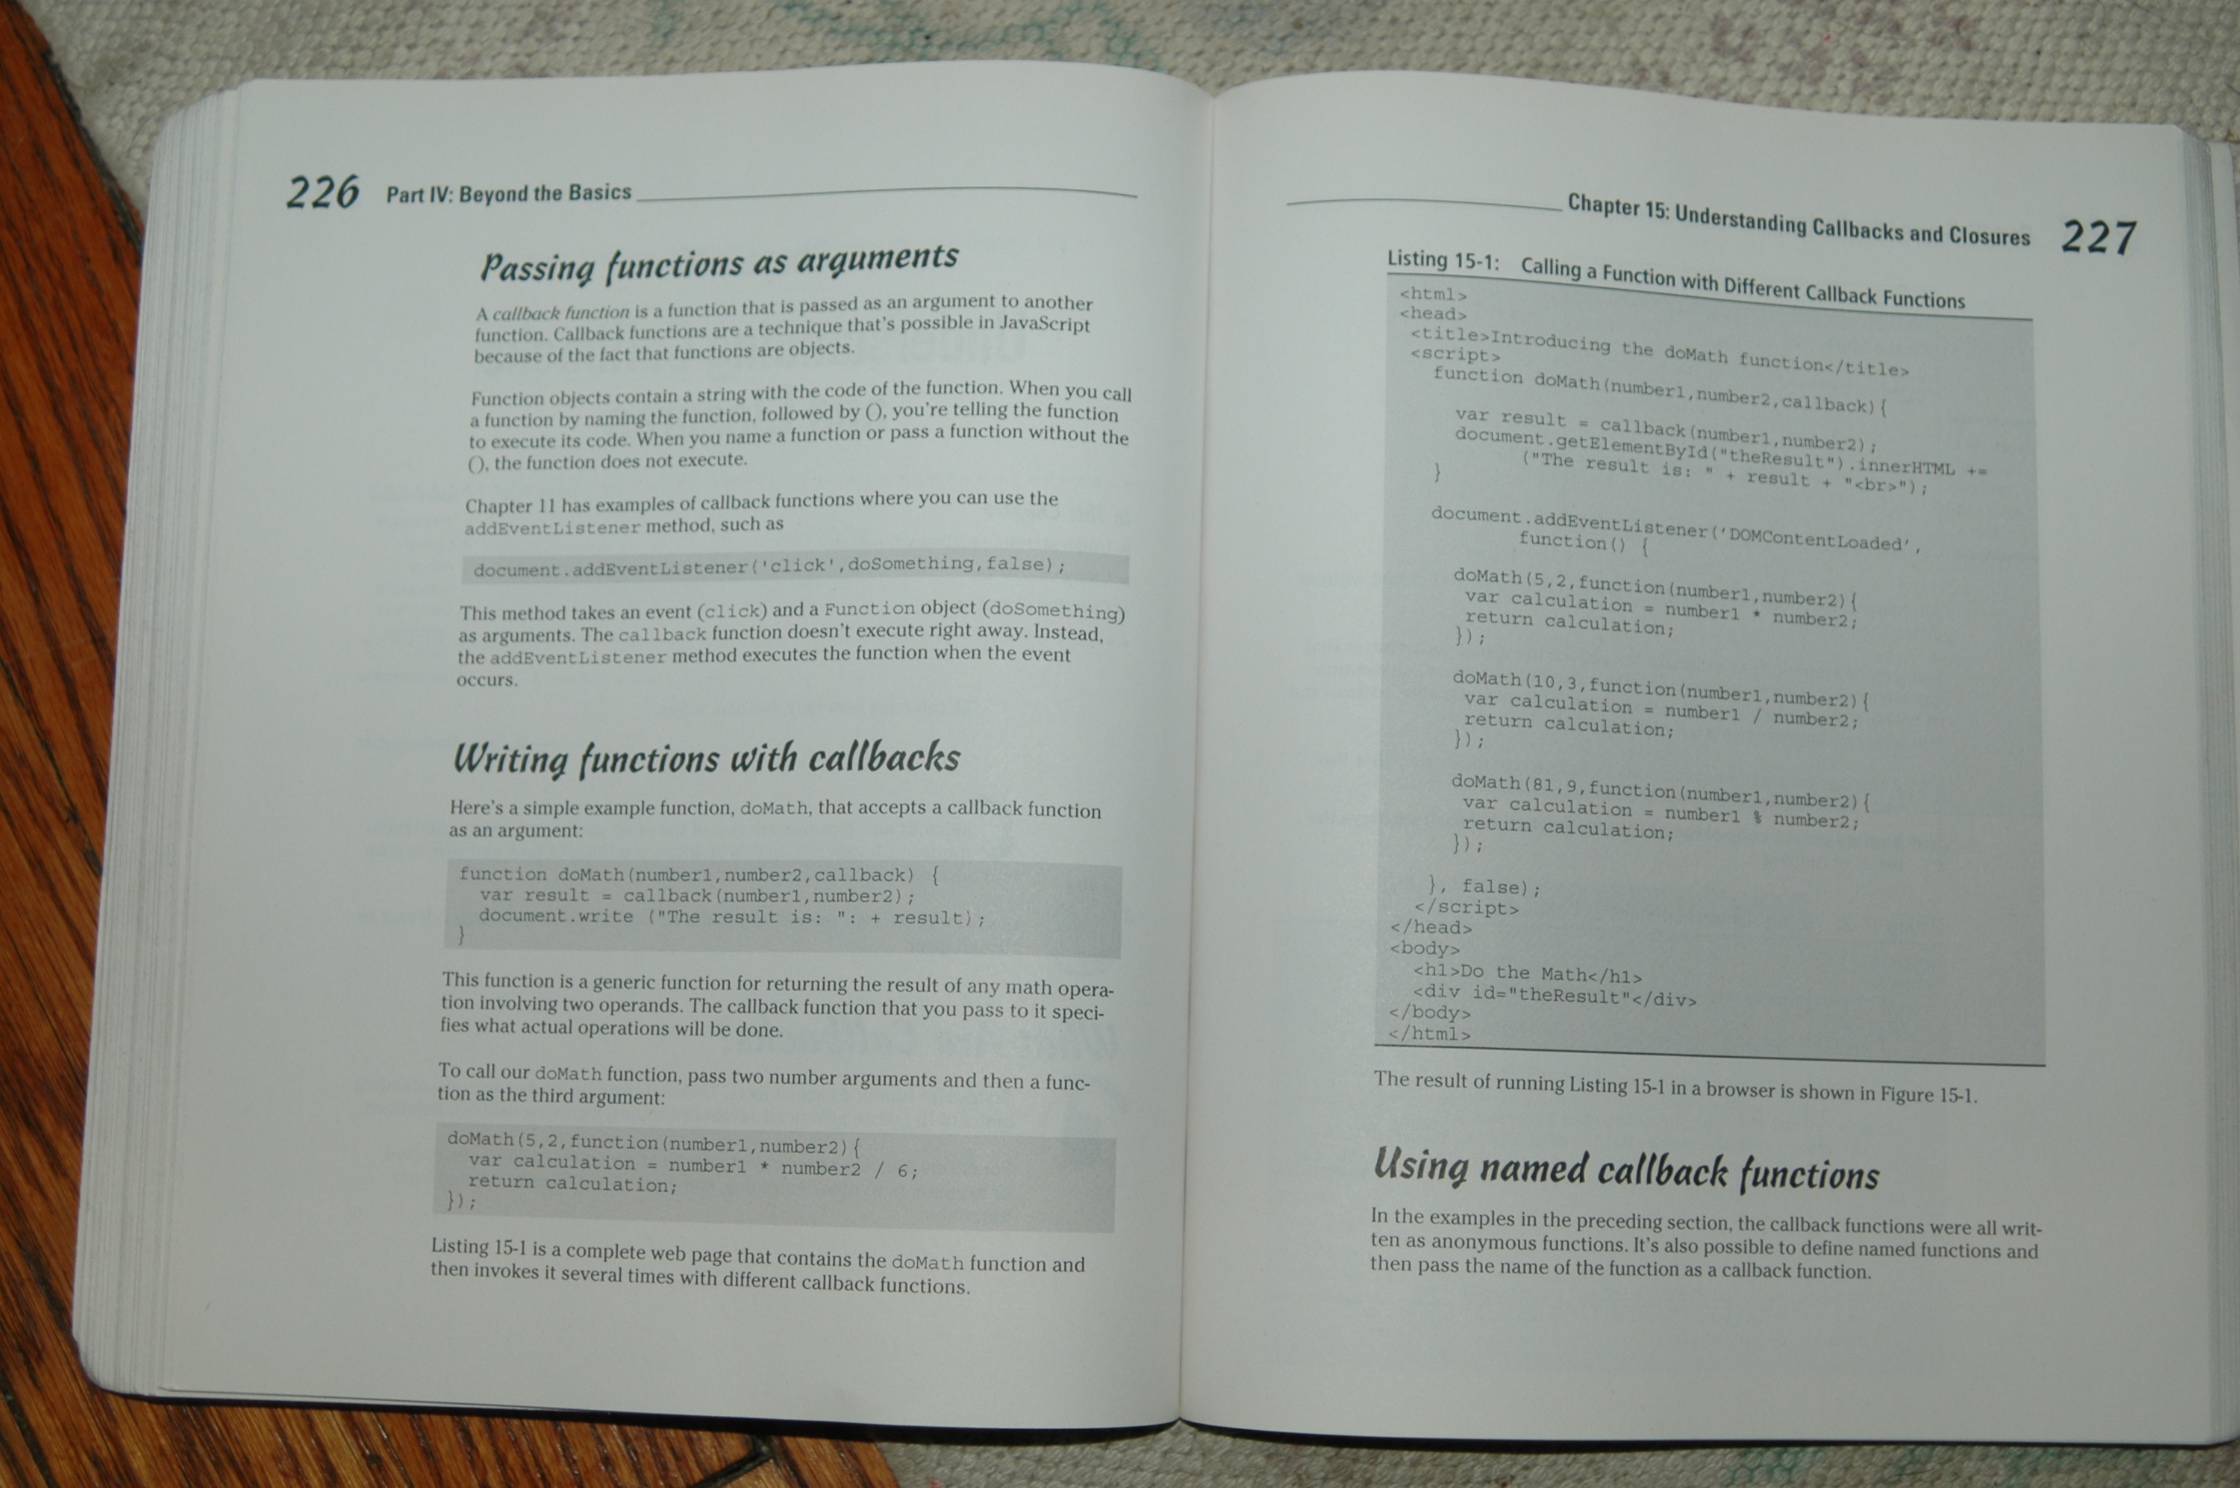 226 Part IV: Beyond the Basics
Passing functions as arguments
A callback function is a function that is passed as an argument to another
function. Callback functions are a technique that's possible in JavaScript
because of the fact that functions are objects.
Function objects contain a string with the code of the function. When you call
a function by naming the function, followed by (), you're telling the function
to execute its code. When you name a function or pass a function without the
(), the function does not execute.
Chapter 11 has examples of callback functions where you can use the
addEventListener method, such as
document.addEventListener('click',doSomething,false);
This method takes an event (click) and a Function object (doSomething)
as arguments. The callback function doesn't execute right away. Instead,
the addEventListener method executes the function when the event
occurs.
Writing functions with callbacks
Here's a simple example function, doMath, that accepts a callback function
as an argument:
function doMath(number1,number2,callback) {
  var result = callback(number1,number2);
  document.write ("The result is: ": + result);
}
This function is a generic function for returning the result of any math opera-
tion involving two operands. The callback function that you pass to it speci-
fies what actual operations will be done.
To call our doMath function, pass two number arguments and then a func-
tion as the third argument:
doMath(5,2,function(number1,number2){
  var calculation = number1 * number2 / 6;
  return calculation;
});
Listing 15-1 is a complete web page that contains the doMath function and
then invokes it several times with different callback functions.
Chapter 15: Understanding Callbacks and Closures 227
Listing 15-1: Calling a Function with Different Callback Functions
<html>
<head>
  <title>Introducing the doMath function</title>
  <script>
    function doMath(number1,number2,callback){
      var result = callback(number1,number2);
      document.getElementById("theResult").innerHTML +=
            ("The result is: " + result + "<br>");
    }
    document.addEventListener('DOMContentLoaded',
            function() {
      doMath(5,2,function(number1,number2){
       var calculation = number1 * number2;
       return calculation;
      });
      doMath(10,3,function(number1,number2){
       var calculation = number1 / number2;
       return calculation;
      });
      doMath(81,9,function(number1,number2){
       var calculation = number1 % number2;
       return calculation;
      });
    }, false);
  </script>
</head>
<body>
  <h1>Do the Math</h1>
  <div id="theResult"</div>
</body>
</html>
The result of running Listing 15-1 in a browser is shown in Figure 15-1.
Using named callback functions
In the examples in the preceding section, the callback functions were all writ-
ten as anonymous functions. It's also possible to define named functions and
then pass the name of the function as a callback function.